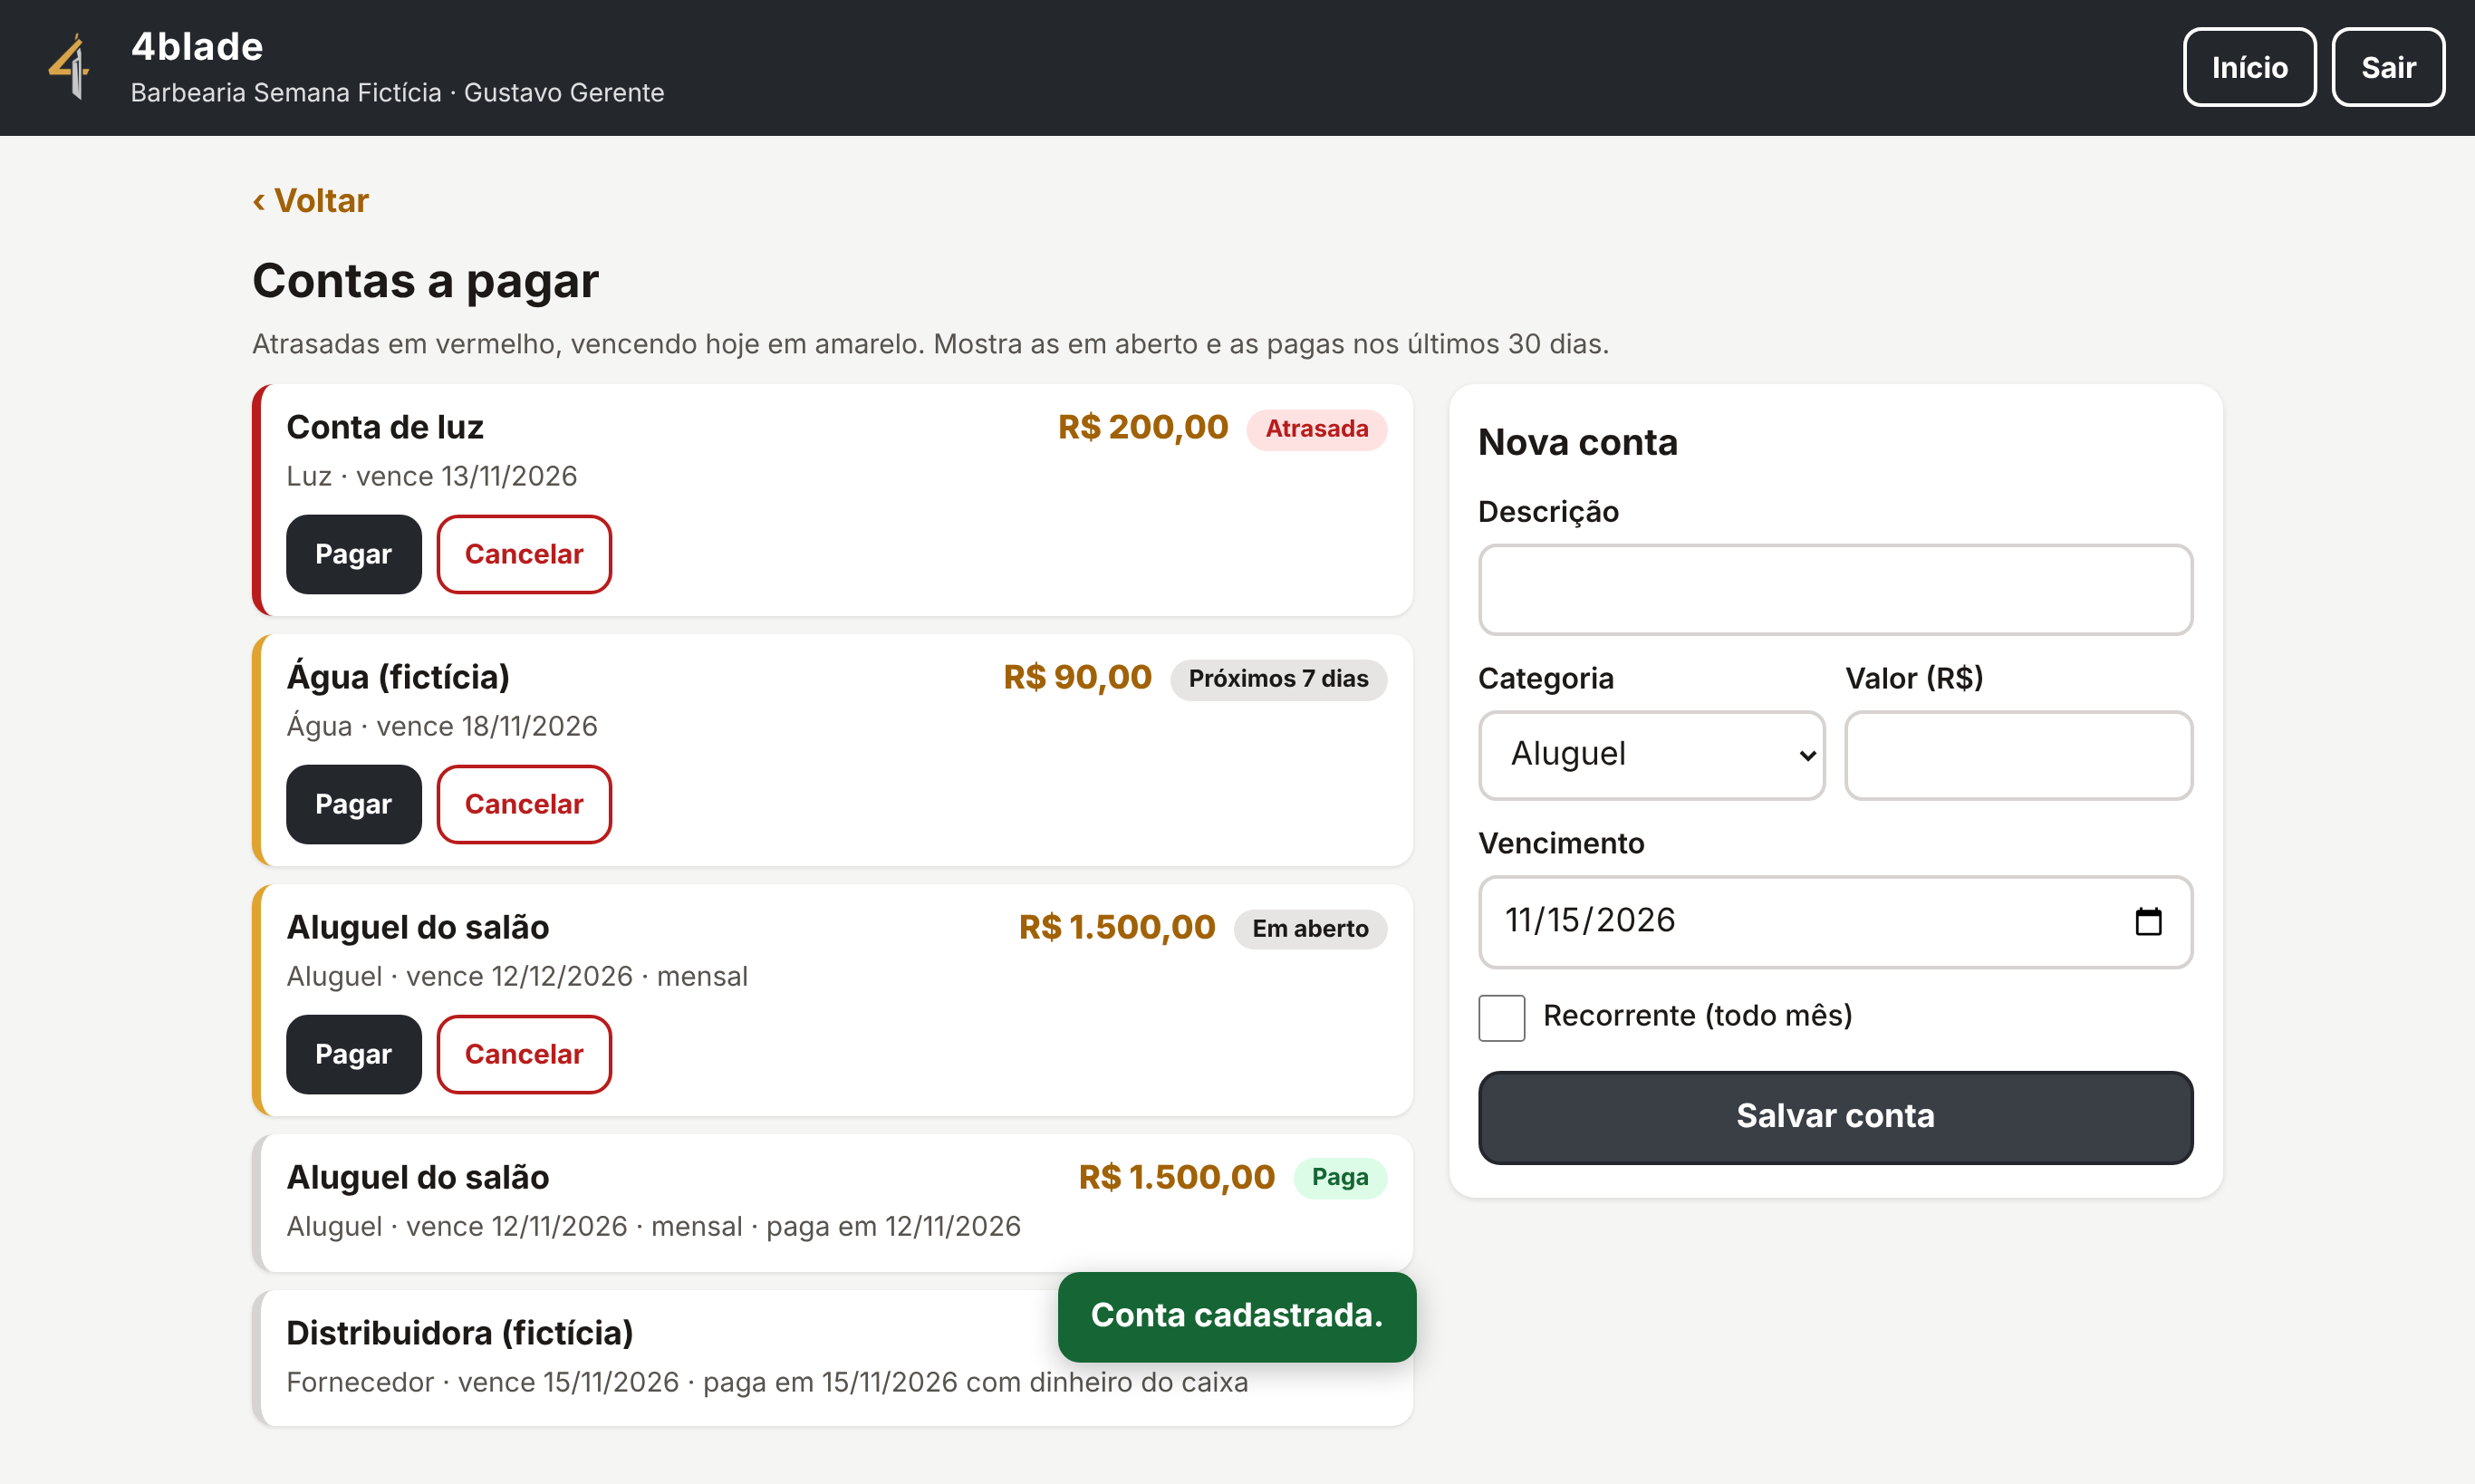 4blade
Barbearia Semana Fictícia · Gustavo Gerente
Início
Sair
‹ Voltar
Contas a pagar
Atrasadas em vermelho, vencendo hoje em amarelo. Mostra as em aberto e as pagas nos últimos 30 dias.
Conta de luz
R$ 200,00
Atrasada
Luz · vence 13/11/2026
Pagar
Cancelar
Água (fictícia)
R$ 90,00
Próximos 7 dias
Água · vence 18/11/2026
Pagar
Cancelar
Aluguel do salão
R$ 1.500,00
Em aberto
Aluguel · vence 12/12/2026 · mensal
Pagar
Cancelar
Aluguel do salão
R$ 1.500,00
Paga
Aluguel · vence 12/11/2026 · mensal · paga em 12/11/2026
Distribuidora (fictícia)
Fornecedor · vence 15/11/2026 · paga em 15/11/2026 com dinheiro do caixa
Conta cadastrada.
Nova conta
Descrição
Categoria
Valor (R$)
Aluguel
Vencimento
11/15/2026
Recorrente (todo mês)
Salvar conta